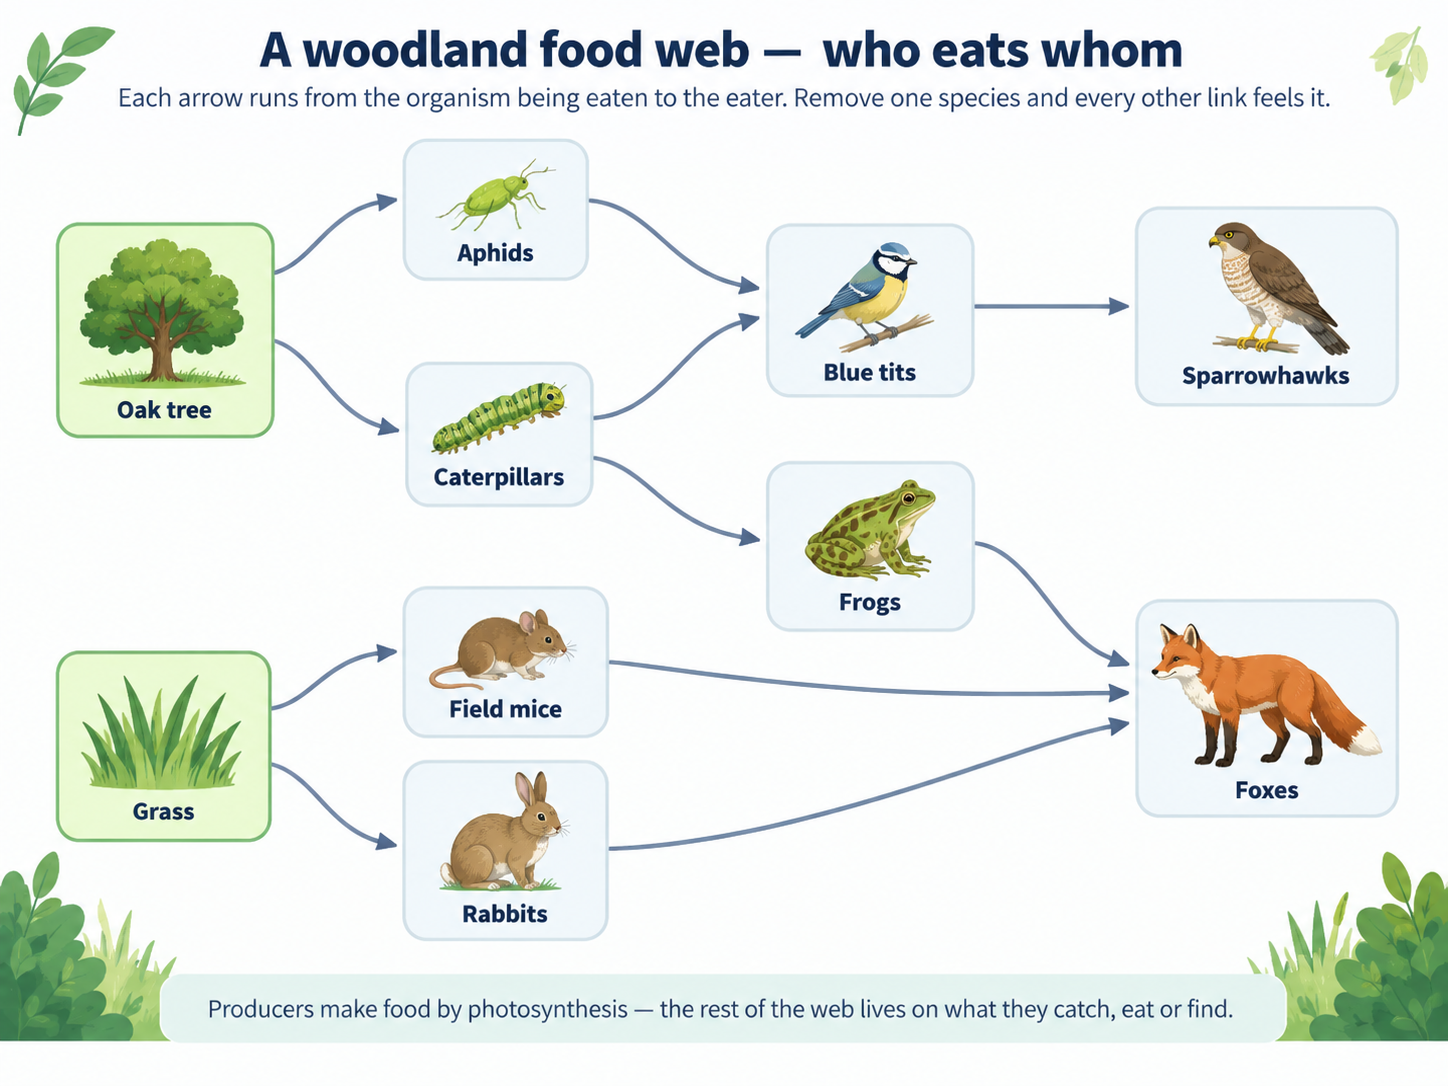 A woodland food web — who eats whom
Each arrow runs from the organism being eaten to the eater. Remove one species and every other link feels it.
Aphids
Oak tree
Blue tits
Sparrowhawks
Caterpillars
Frogs
Field mice
Grass
Foxes
Rabbits
Producers make food by photosynthesis — the rest of the web lives on what they catch, eat or find.